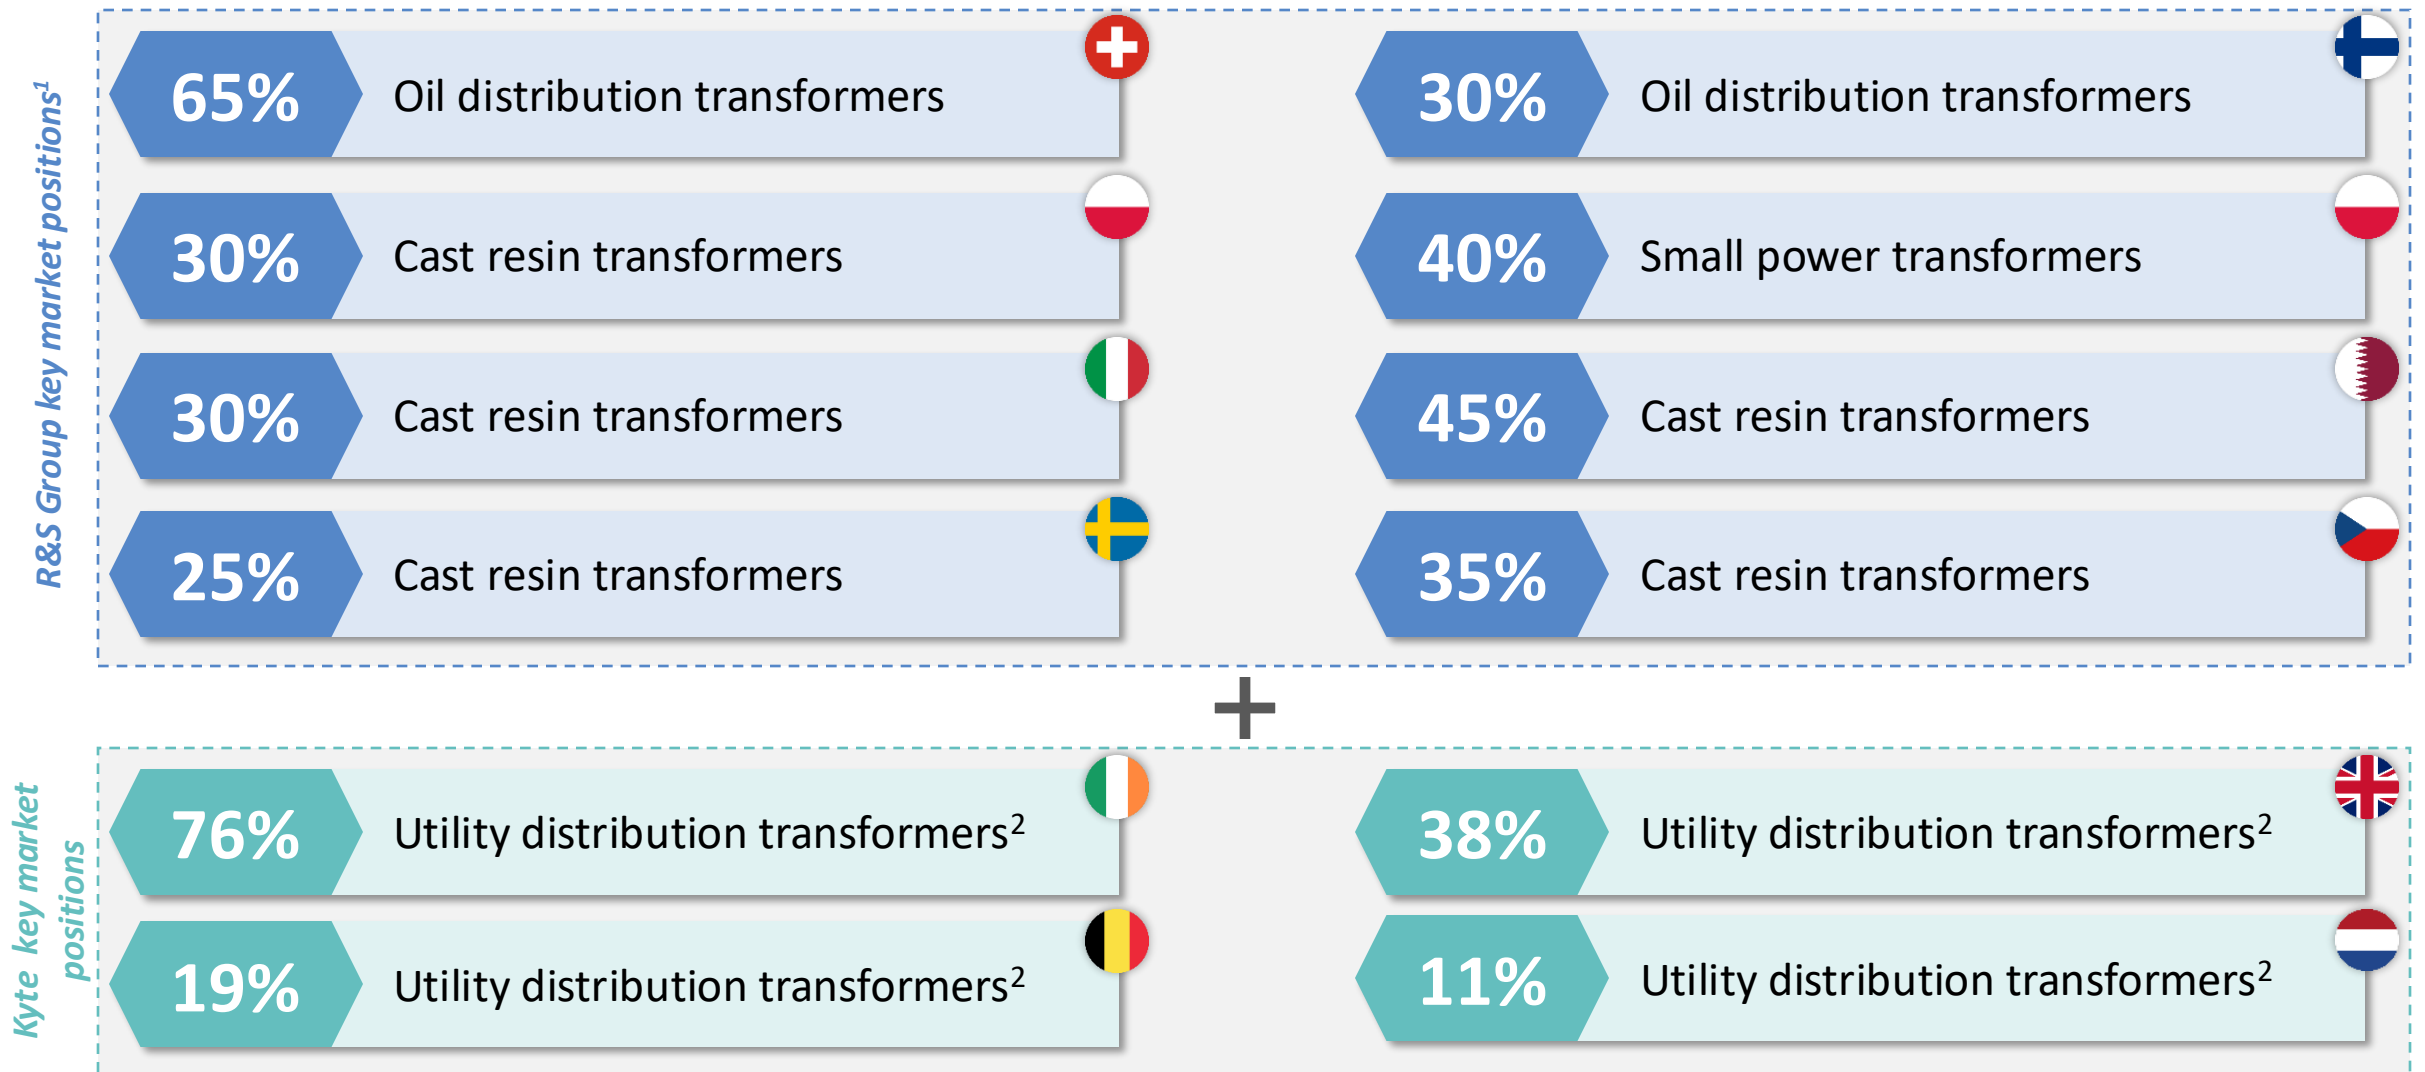 R&S Group key market positions¹
65%
Oil distribution transformers
30%
Oil distribution transformers
30%
Cast resin transformers
40%
Small power transformers
30%
Cast resin transformers
45%
Cast resin transformers
25%
Cast resin transformers
35%
Cast resin transformers
+
Kyte key market
positions
76%
Utility distribution transformers²
38%
Utility distribution transformers²
19%
Utility distribution transformers²
11%
Utility distribution transformers²